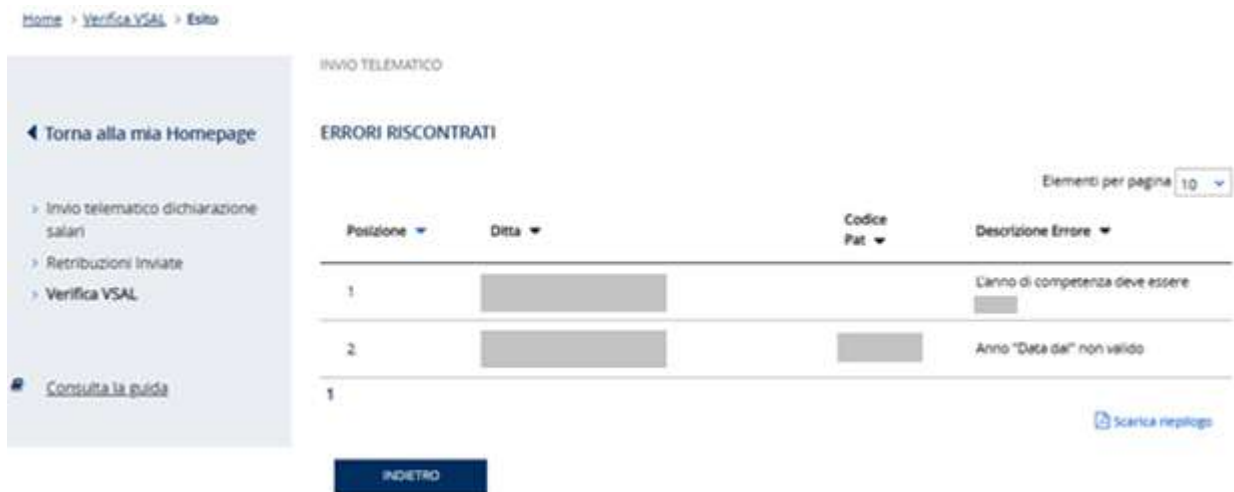 Home > Verifica VSAL > Esito
INVIO TELEMATICO
Torna alla mia Homepage
ERRORI RISCONTRATI
Elementi per pagina 10
Invio telematico dichiarazione
salari
Retribuzioni Inviate
Verifica VSAL
Consulta la guida
Posizione
Ditta
Codice
Pat
Descrizione Errore
1
L'anno di competenza deve essere
2
Anno "Data dal" non valido
1
Scarica riepilogo
INDIETRO